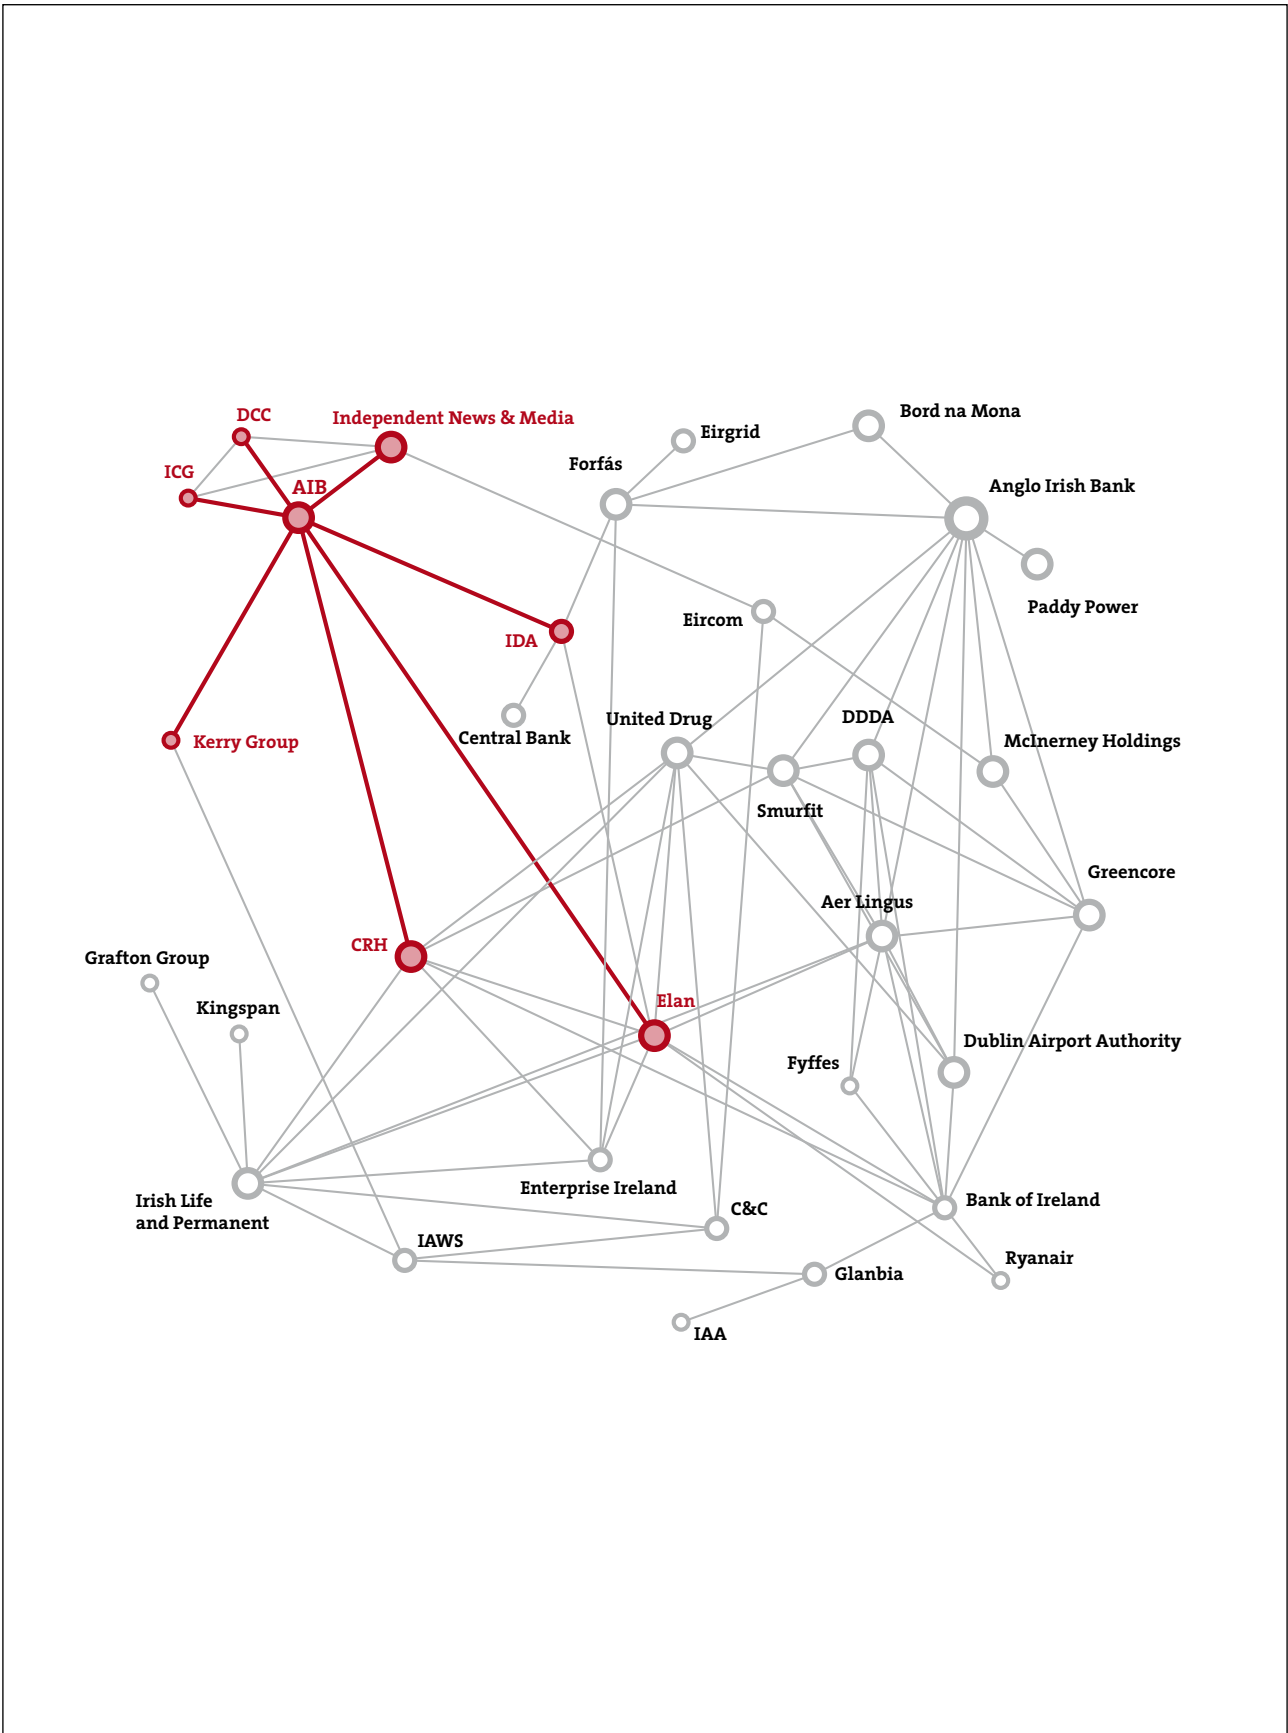 DCC
Independent News & Media
Bord na Mona
Eirgrid
Forfás
ICG
AIB
Anglo Irish Bank
Paddy Power
Eircom
IDA
United Drug
DDDA
Central Bank
Kerry Group
McInerney Holdings
Smurfit
Greencore
Aer Lingus
CRH
Grafton Group
Elan
Kingspan
Dublin Airport Authority
Fyffes
Enterprise Ireland
Irish Life
and Permanent
Bank of Ireland
C&C
IAWS
Ryanair
Glanbia
IAA